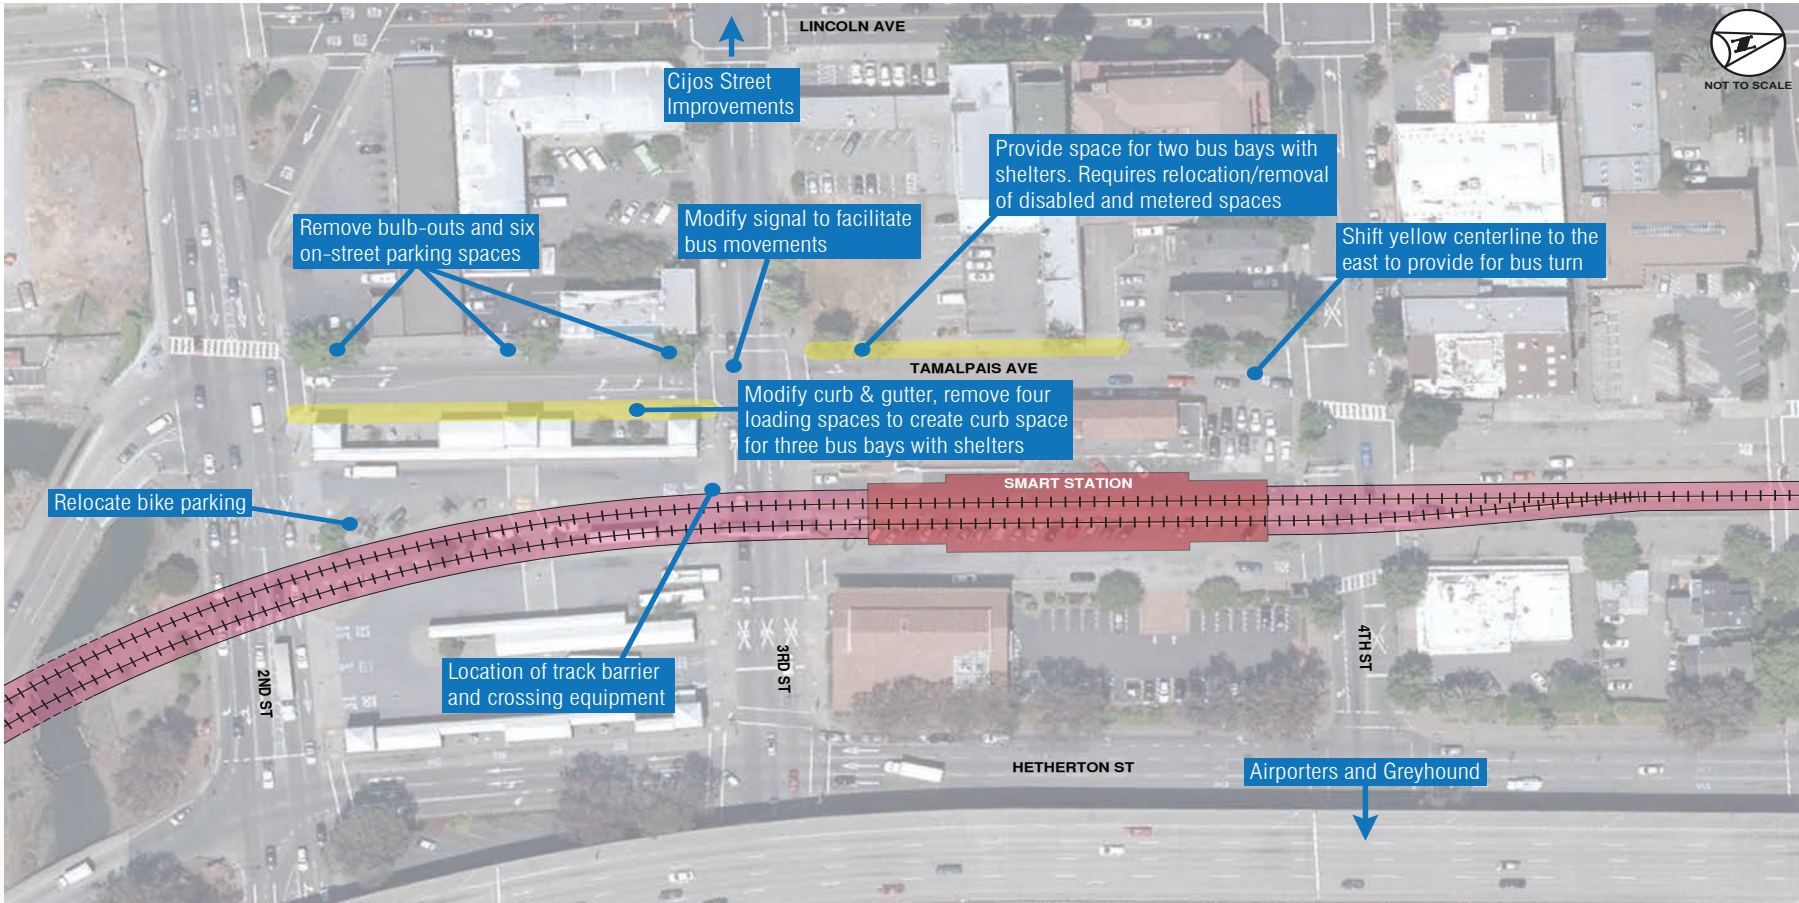 LINCOLN AVE
NOT TO SCALE
Cijos Street
Improvements
Provide space for two bus bays with
shelters. Requires relocation/removal
of disabled and metered spaces
Remove bulb-outs and six
on-street parking spaces
Modify signal to facilitate
bus movements
Shift yellow centerline to the
east to provide for bus turn
TAMALPAIS AVE
Modify curb & gutter, remove four
loading spaces to create curb space
for three bus bays with shelters
SMART STATION
Relocate bike parking
Location of track barrier
and crossing equipment
2ND ST
3RD ST
4TH ST
HETHERTON ST
Airporters and Greyhound